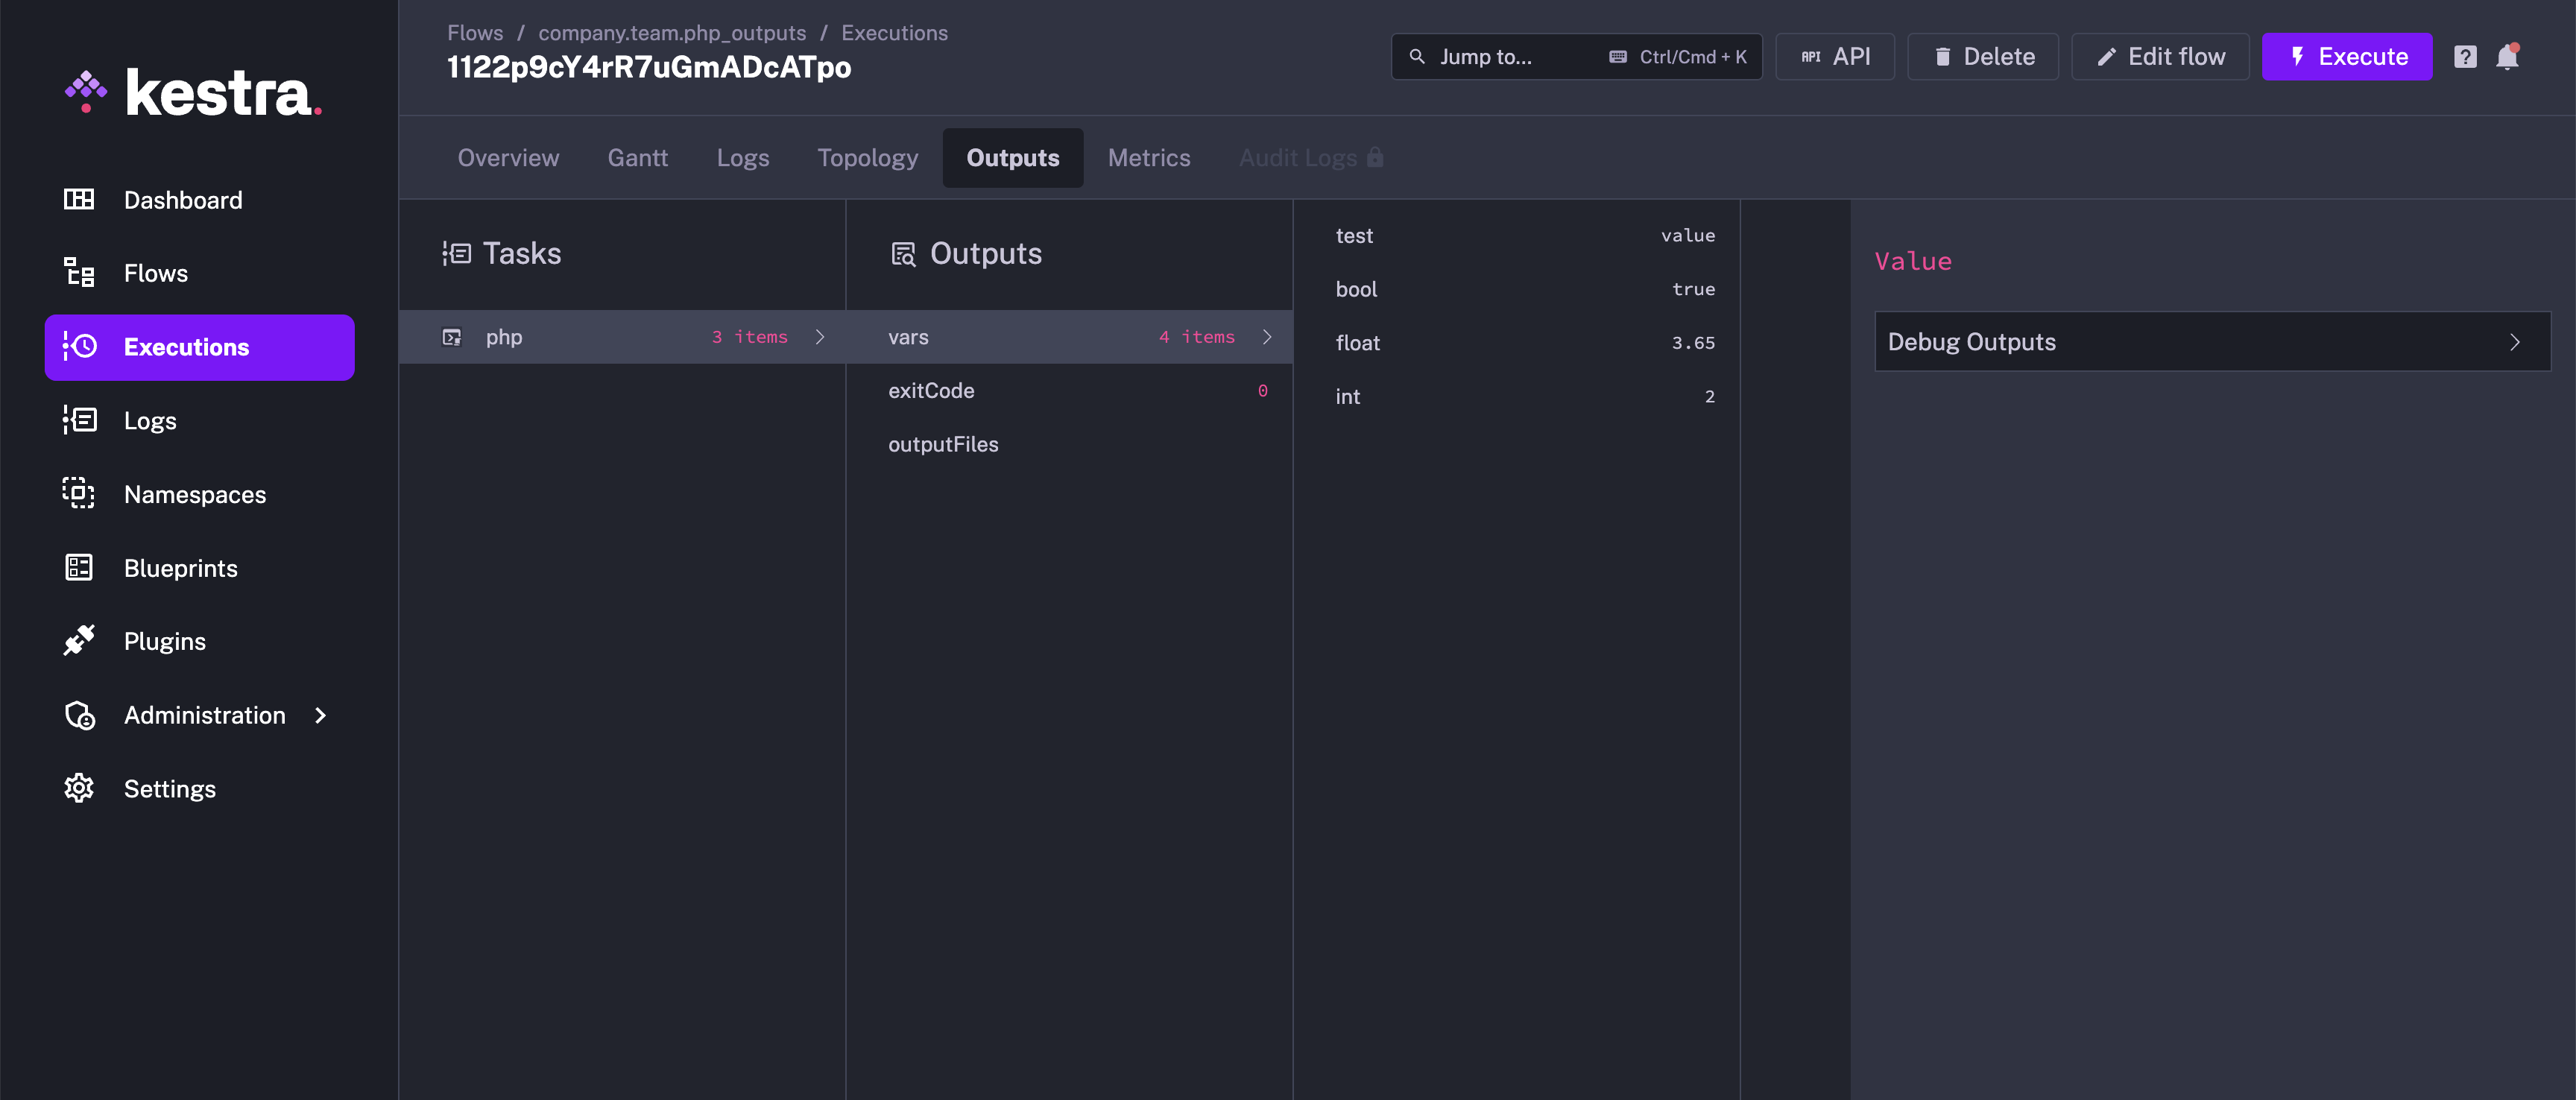 kestra.
Dashboard
Flows
Executions
Logs
Namespaces
Blueprints
Plugins
Administration
Settings
Flows / company.team.php_outputs / Executions
1122p9cY4rR7uGmADcATpo
Jump to... Ctrl/Cmd + K
API API
Delete
Edit flow
Execute
?
Overview Gantt Logs Topology Outputs Metrics Audit Logs
Tasks
php 3 items
Outputs
vars 4 items
exitCode 0
outputFiles
test value
bool true
float 3.65
int 2
Value
Debug Outputs